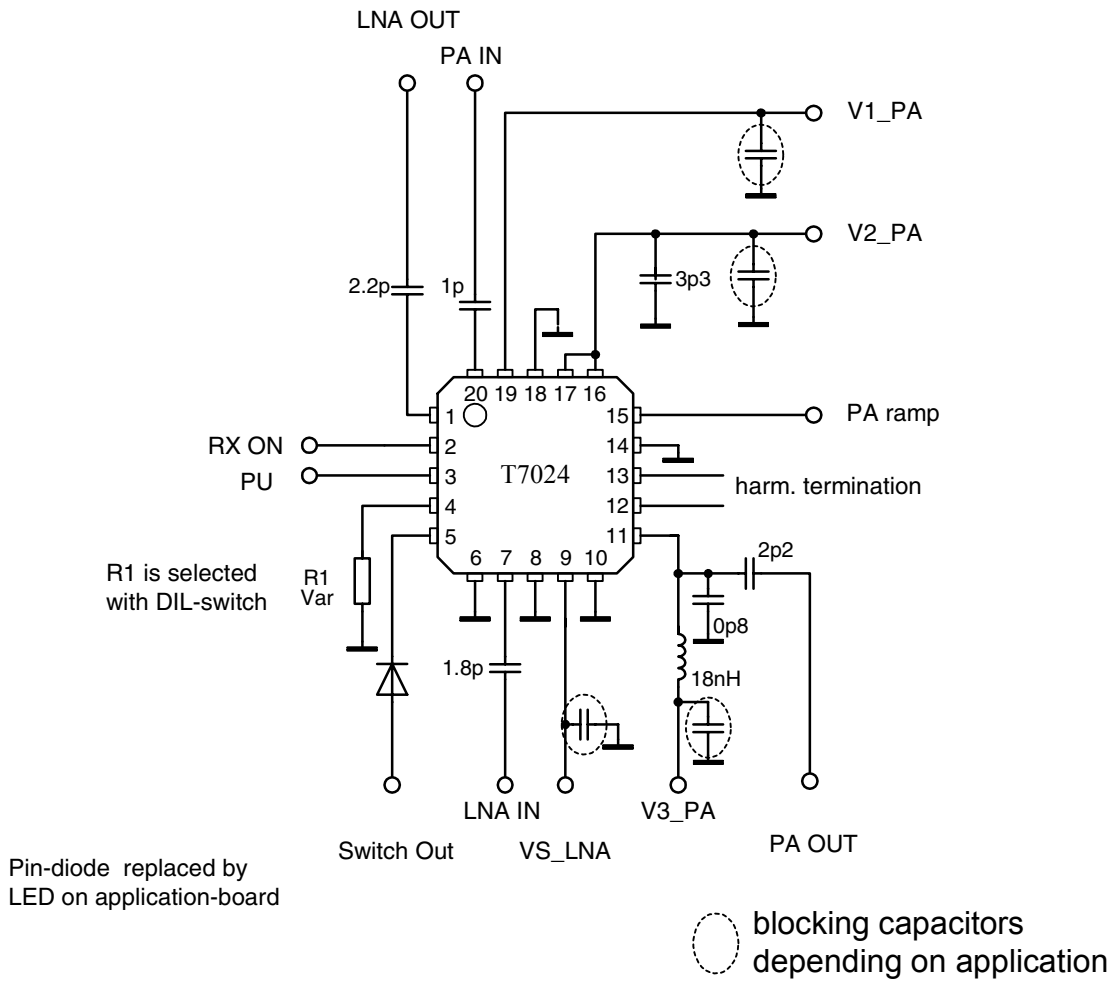 LNA OUT
PA IN
V1_PA
V2_PA
2.2p
1p
3p3
20 19 18 17 16
1
15
PA ramp
RX ON
2
14
PU
3
T7024
13
harm. termination
4
12
5
11
6 7 8 9 10
2p2
R1 is selected
with DIL-switch
R1
Var
0p8
1.8p
18nH
LNA IN
V3_PA
Switch Out
VS_LNA
PA OUT
Pin-diode replaced by
LED on application-board
blocking capacitors
depending on application